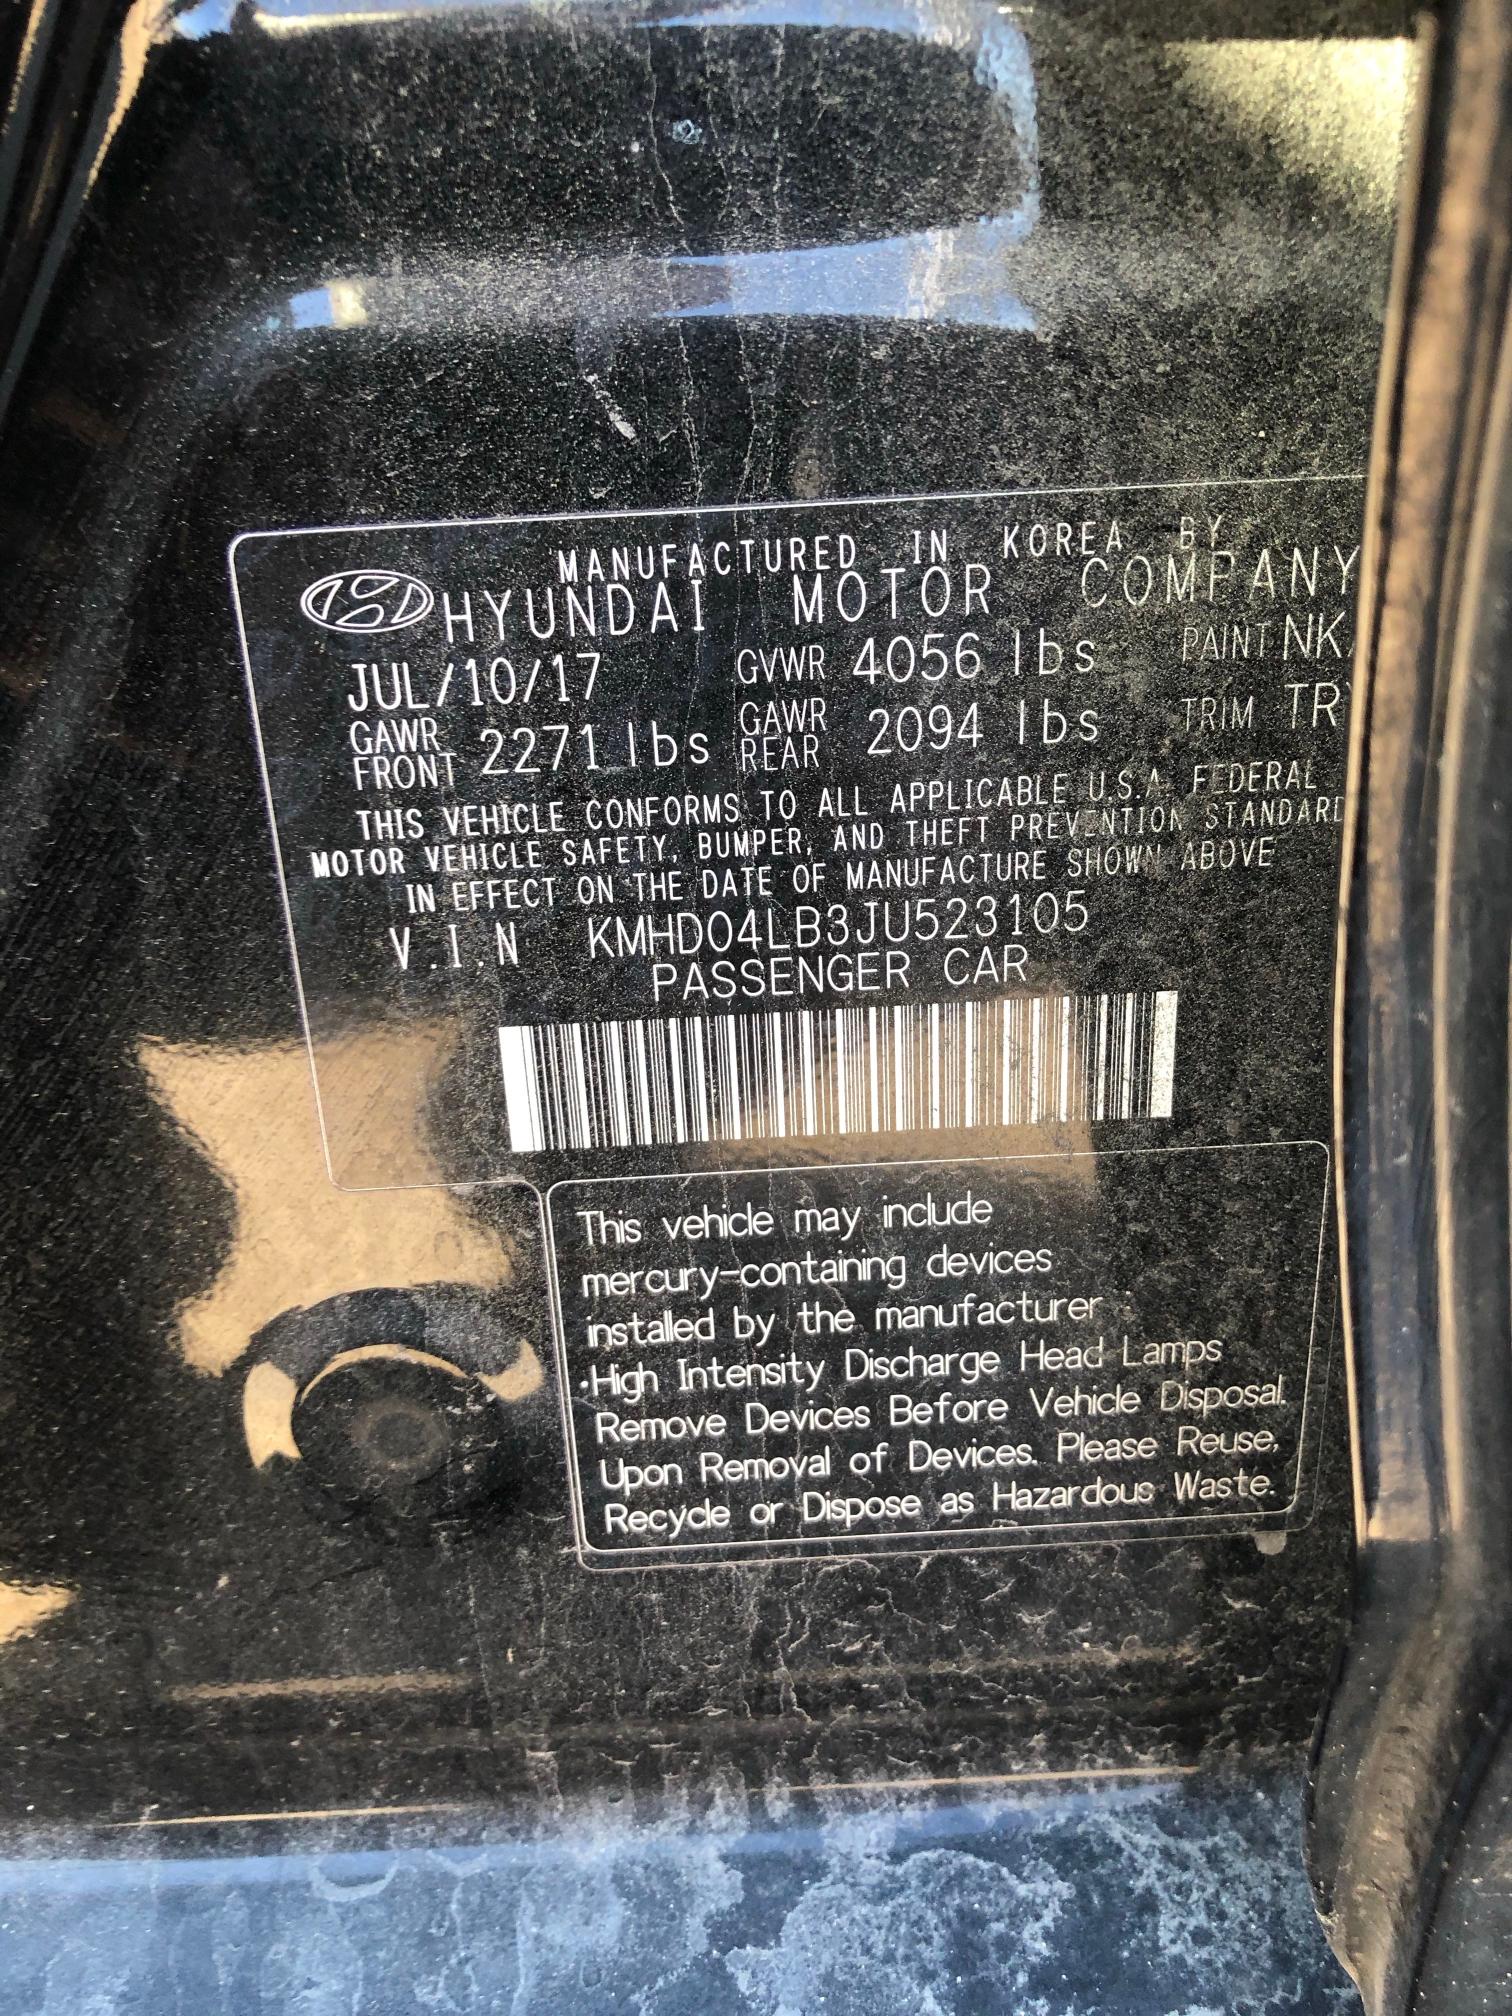 MANUFACTURED IN KOREA BY
HYUNDAI MOTOR COMPANY
JUL/10/17 GVWR 4056 lbs PAINT NK
GAWR FRONT 2271 lbs GAWR REAR 2094 lbs TRIM TR
THIS VEHICLE CONFORMS TO ALL APPLICABLE U.S.A. FEDERAL
MOTOR VEHICLE SAFETY, BUMPER, AND THEFT PREVENTION STANDARD
IN EFFECT ON THE DATE OF MANUFACTURE SHOWN ABOVE
V.I.N KMHD04LB3JU523105
PASSENGER CAR
This vehicle may include
mercury-containing devices
installed by the manufacturer
•High Intensity Discharge Head Lamps
Remove Devices Before Vehicle Disposal.
Upon Removal of Devices. Please Reuse,
Recycle or Dispose as Hazardous Waste.